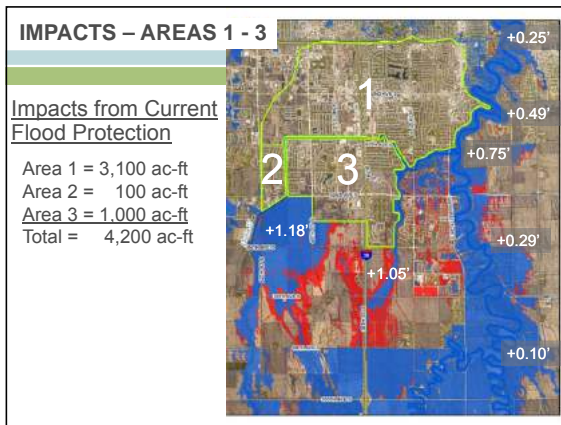 IMPACTS – AREAS 1 - 3
Impacts from Current
Flood Protection
Area 1 = 3,100 ac-ft
Area 2 = 100 ac-ft
Area 3 = 1,000 ac-ft
Total = 4,200 ac-ft
+0.25'
1
+0.49'
+0.75'
2
3
+1.18'
+0.29'
+1.05'
+0.10'